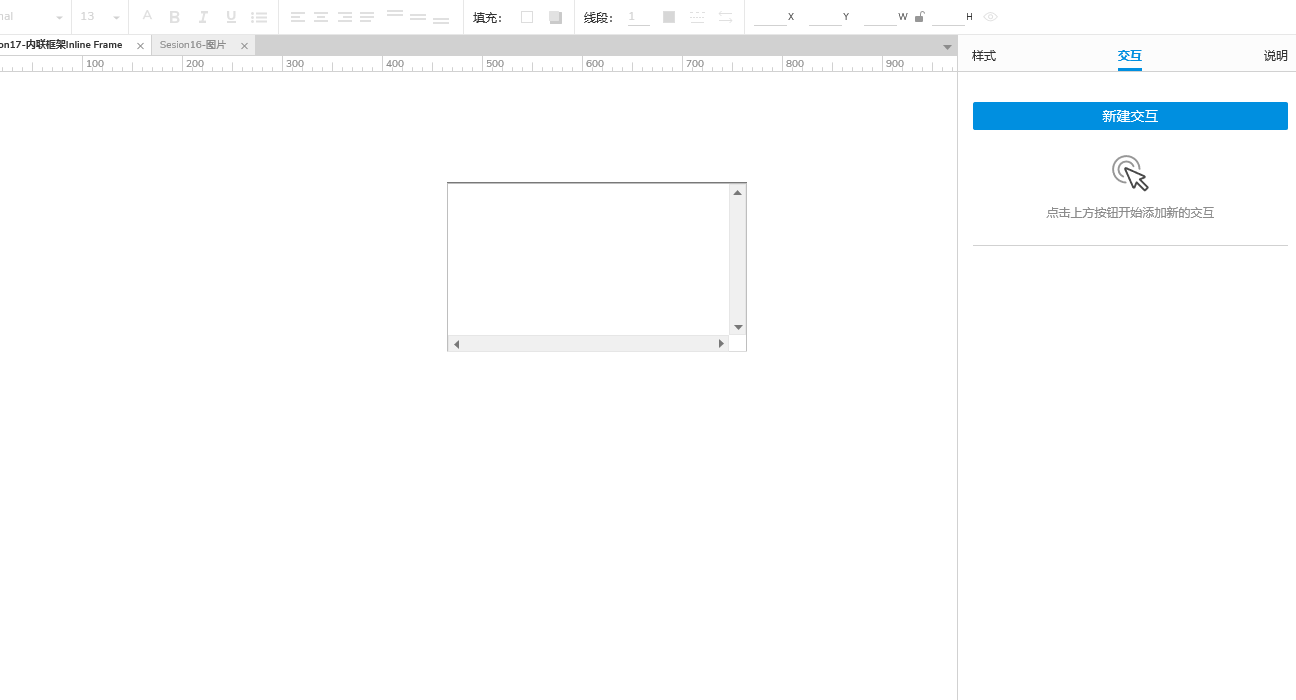 nal 13 A B I U 填充: 线段: 1 X Y W H
on17-内联框架Inline Frame Sesion16-图片
100 200 300 400 500 600 700 800 900
样式 交互 说明
新建交互
点击上方按钮开始添加新的交互